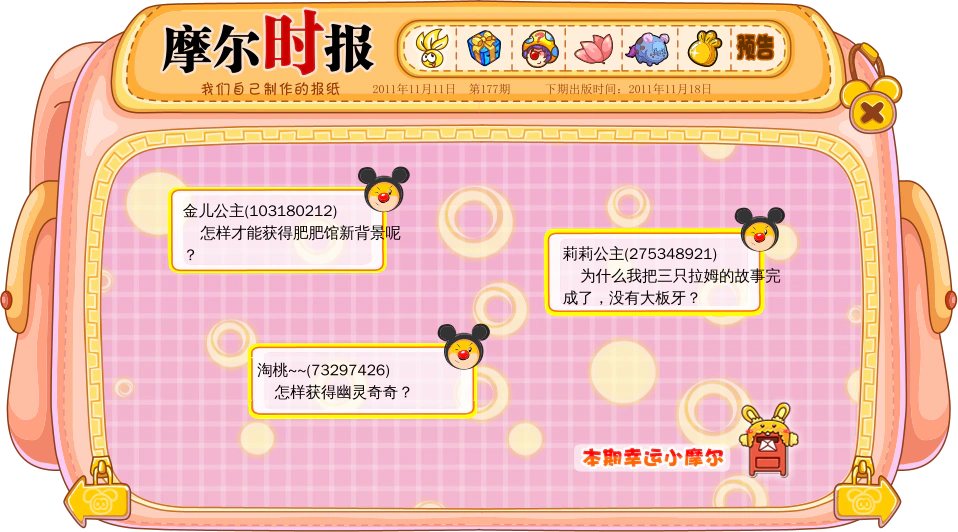 摩尔时报
预告
我们自己制作的报纸 2011年11月11日 第177期 下期出版时间：2011年11月18日
金儿公主(103180212)
怎样才能获得肥肥馆新背景呢
？
莉莉公主(275348921)
为什么我把三只拉姆的故事完
成了，没有大板牙？
淘桃~~(73297426)
怎样获得幽灵奇奇？
本期幸运小摩尔